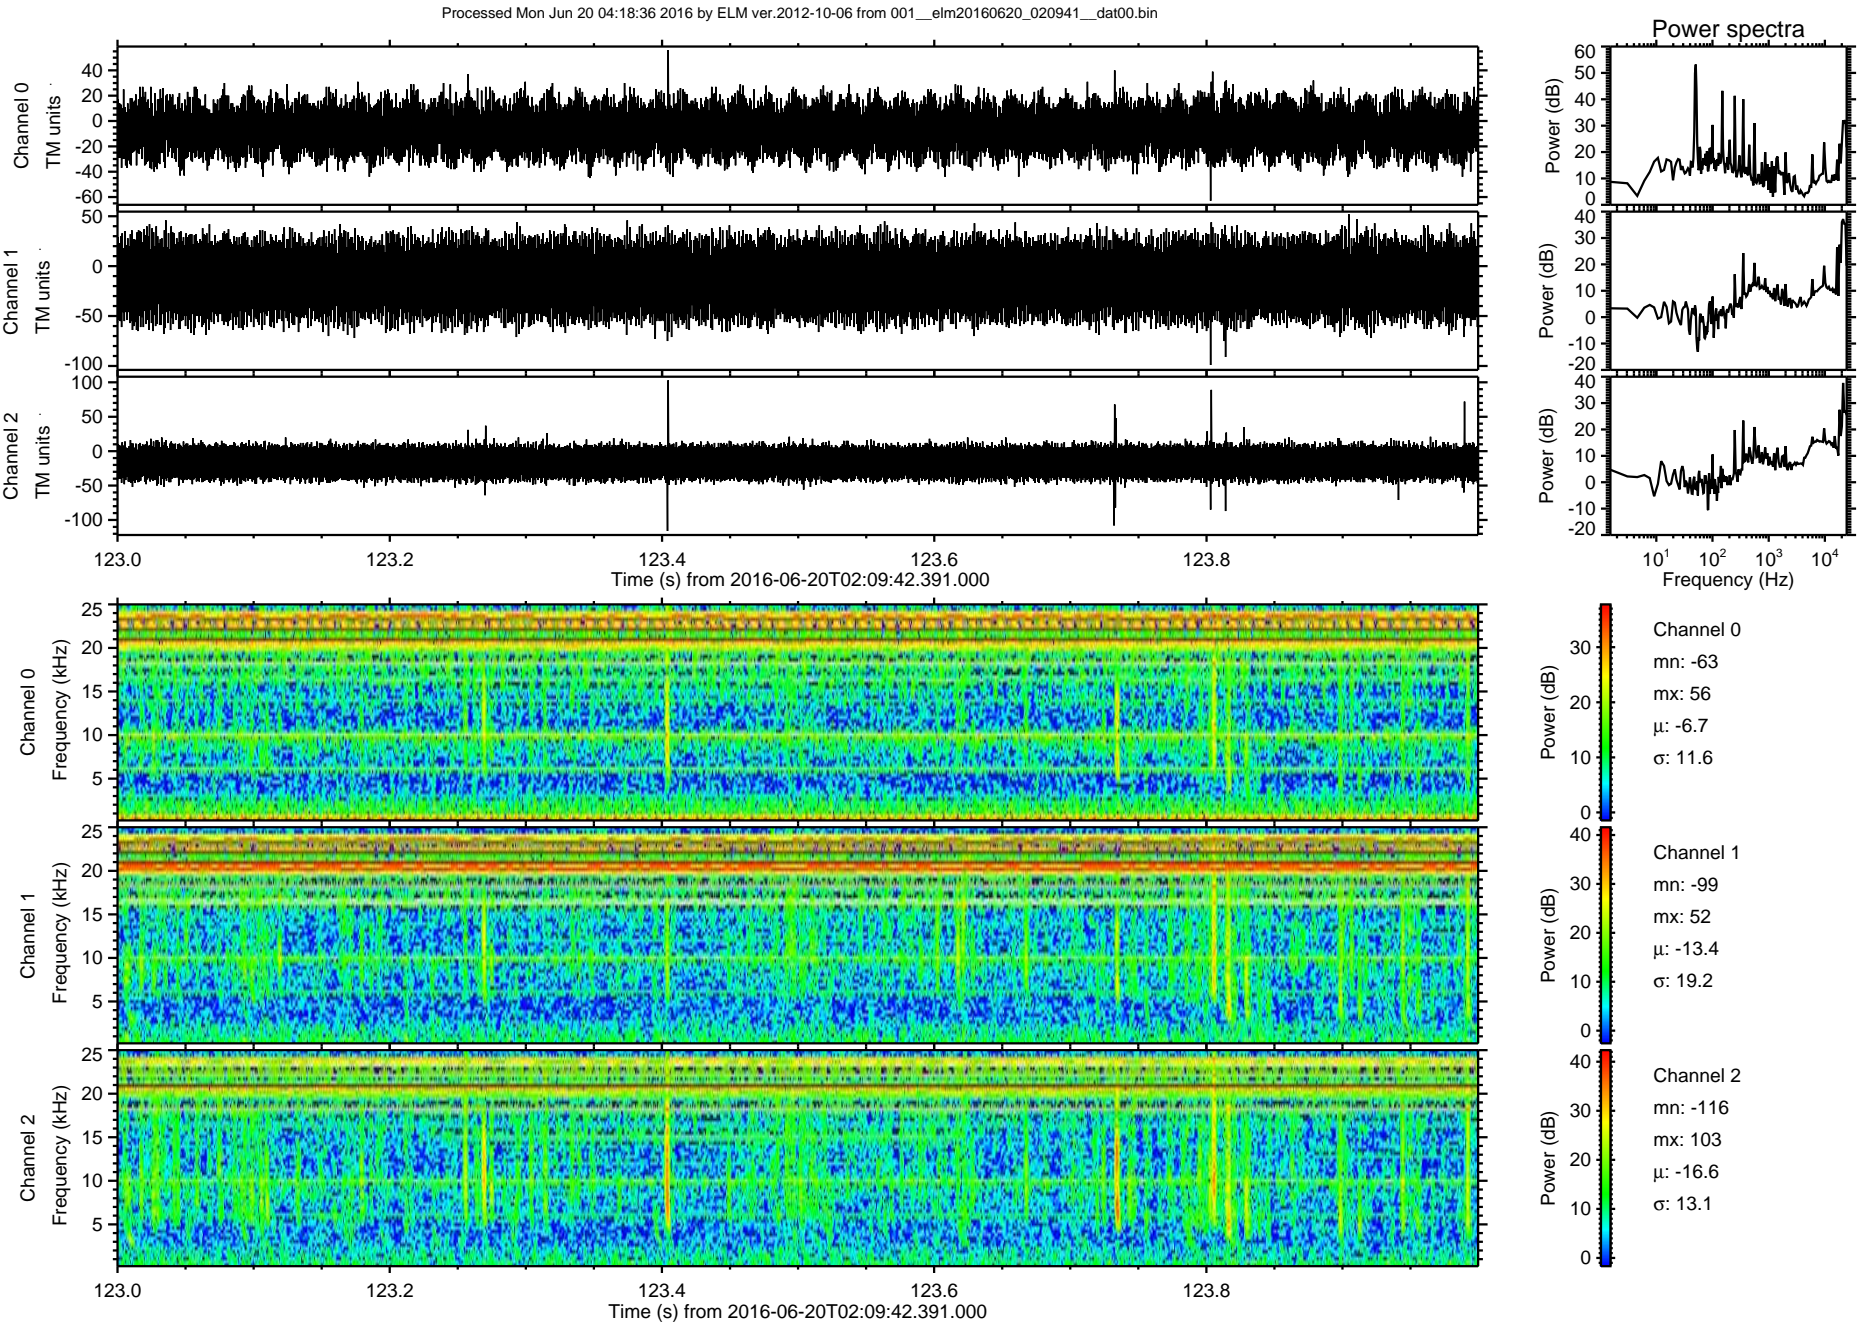 Processed Mon Jun 20 04:18:36 2016 by ELM ver.2012-10-06 from 001__elm20160620_020941__dat00.bin
Power spectra
Channel 0
TM units
40
20
0
-20
-40
-60
Power (dB)
60
50
40
30
20
10
0
Channel 1
TM units
50
0
-50
-100
Power (dB)
40
30
20
10
0
-10
-20
Channel 2
TM units
100
50
0
-50
-100
Power (dB)
40
30
20
10
0
-10
-20
123.0 123.2 123.4 123.6 123.8
Time (s) from 2016-06-20T02:09:42.391.000
10¹ 10² 10³ 10⁴
Frequency (Hz)
Channel 0
Frequency (kHz)
25
20
15
10
5
Power (dB)
30
20
10
0
Channel 0
mn: -63
mx: 56
µ: -6.7
σ: 11.6
Channel 1
Frequency (kHz)
25
20
15
10
5
Power (dB)
40
30
20
10
0
Channel 1
mn: -99
mx: 52
µ: -13.4
σ: 19.2
Channel 2
Frequency (kHz)
25
20
15
10
5
Power (dB)
40
30
20
10
0
Channel 2
mn: -116
mx: 103
µ: -16.6
σ: 13.1
123.0 123.2 123.4 123.6 123.8
Time (s) from 2016-06-20T02:09:42.391.000